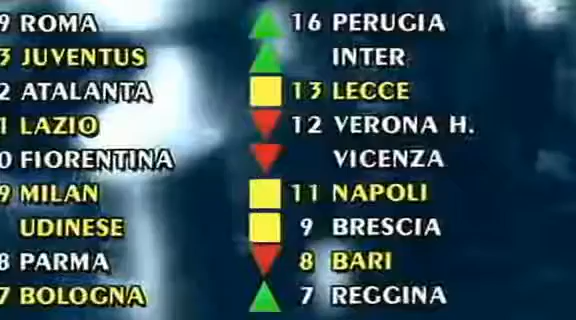 9 ROMA
3 JUVENTUS
2 ATALANTA
1 LAZIO
0 FIORENTINA
9 MILAN
UDINESE
8 PARMA
7 BOLOGNA
16 PERUGIA
INTER
13 LECCE
12 VERONA H.
VICENZA
11 NAPOLI
9 BRESCIA
8 BARI
7 REGGINA